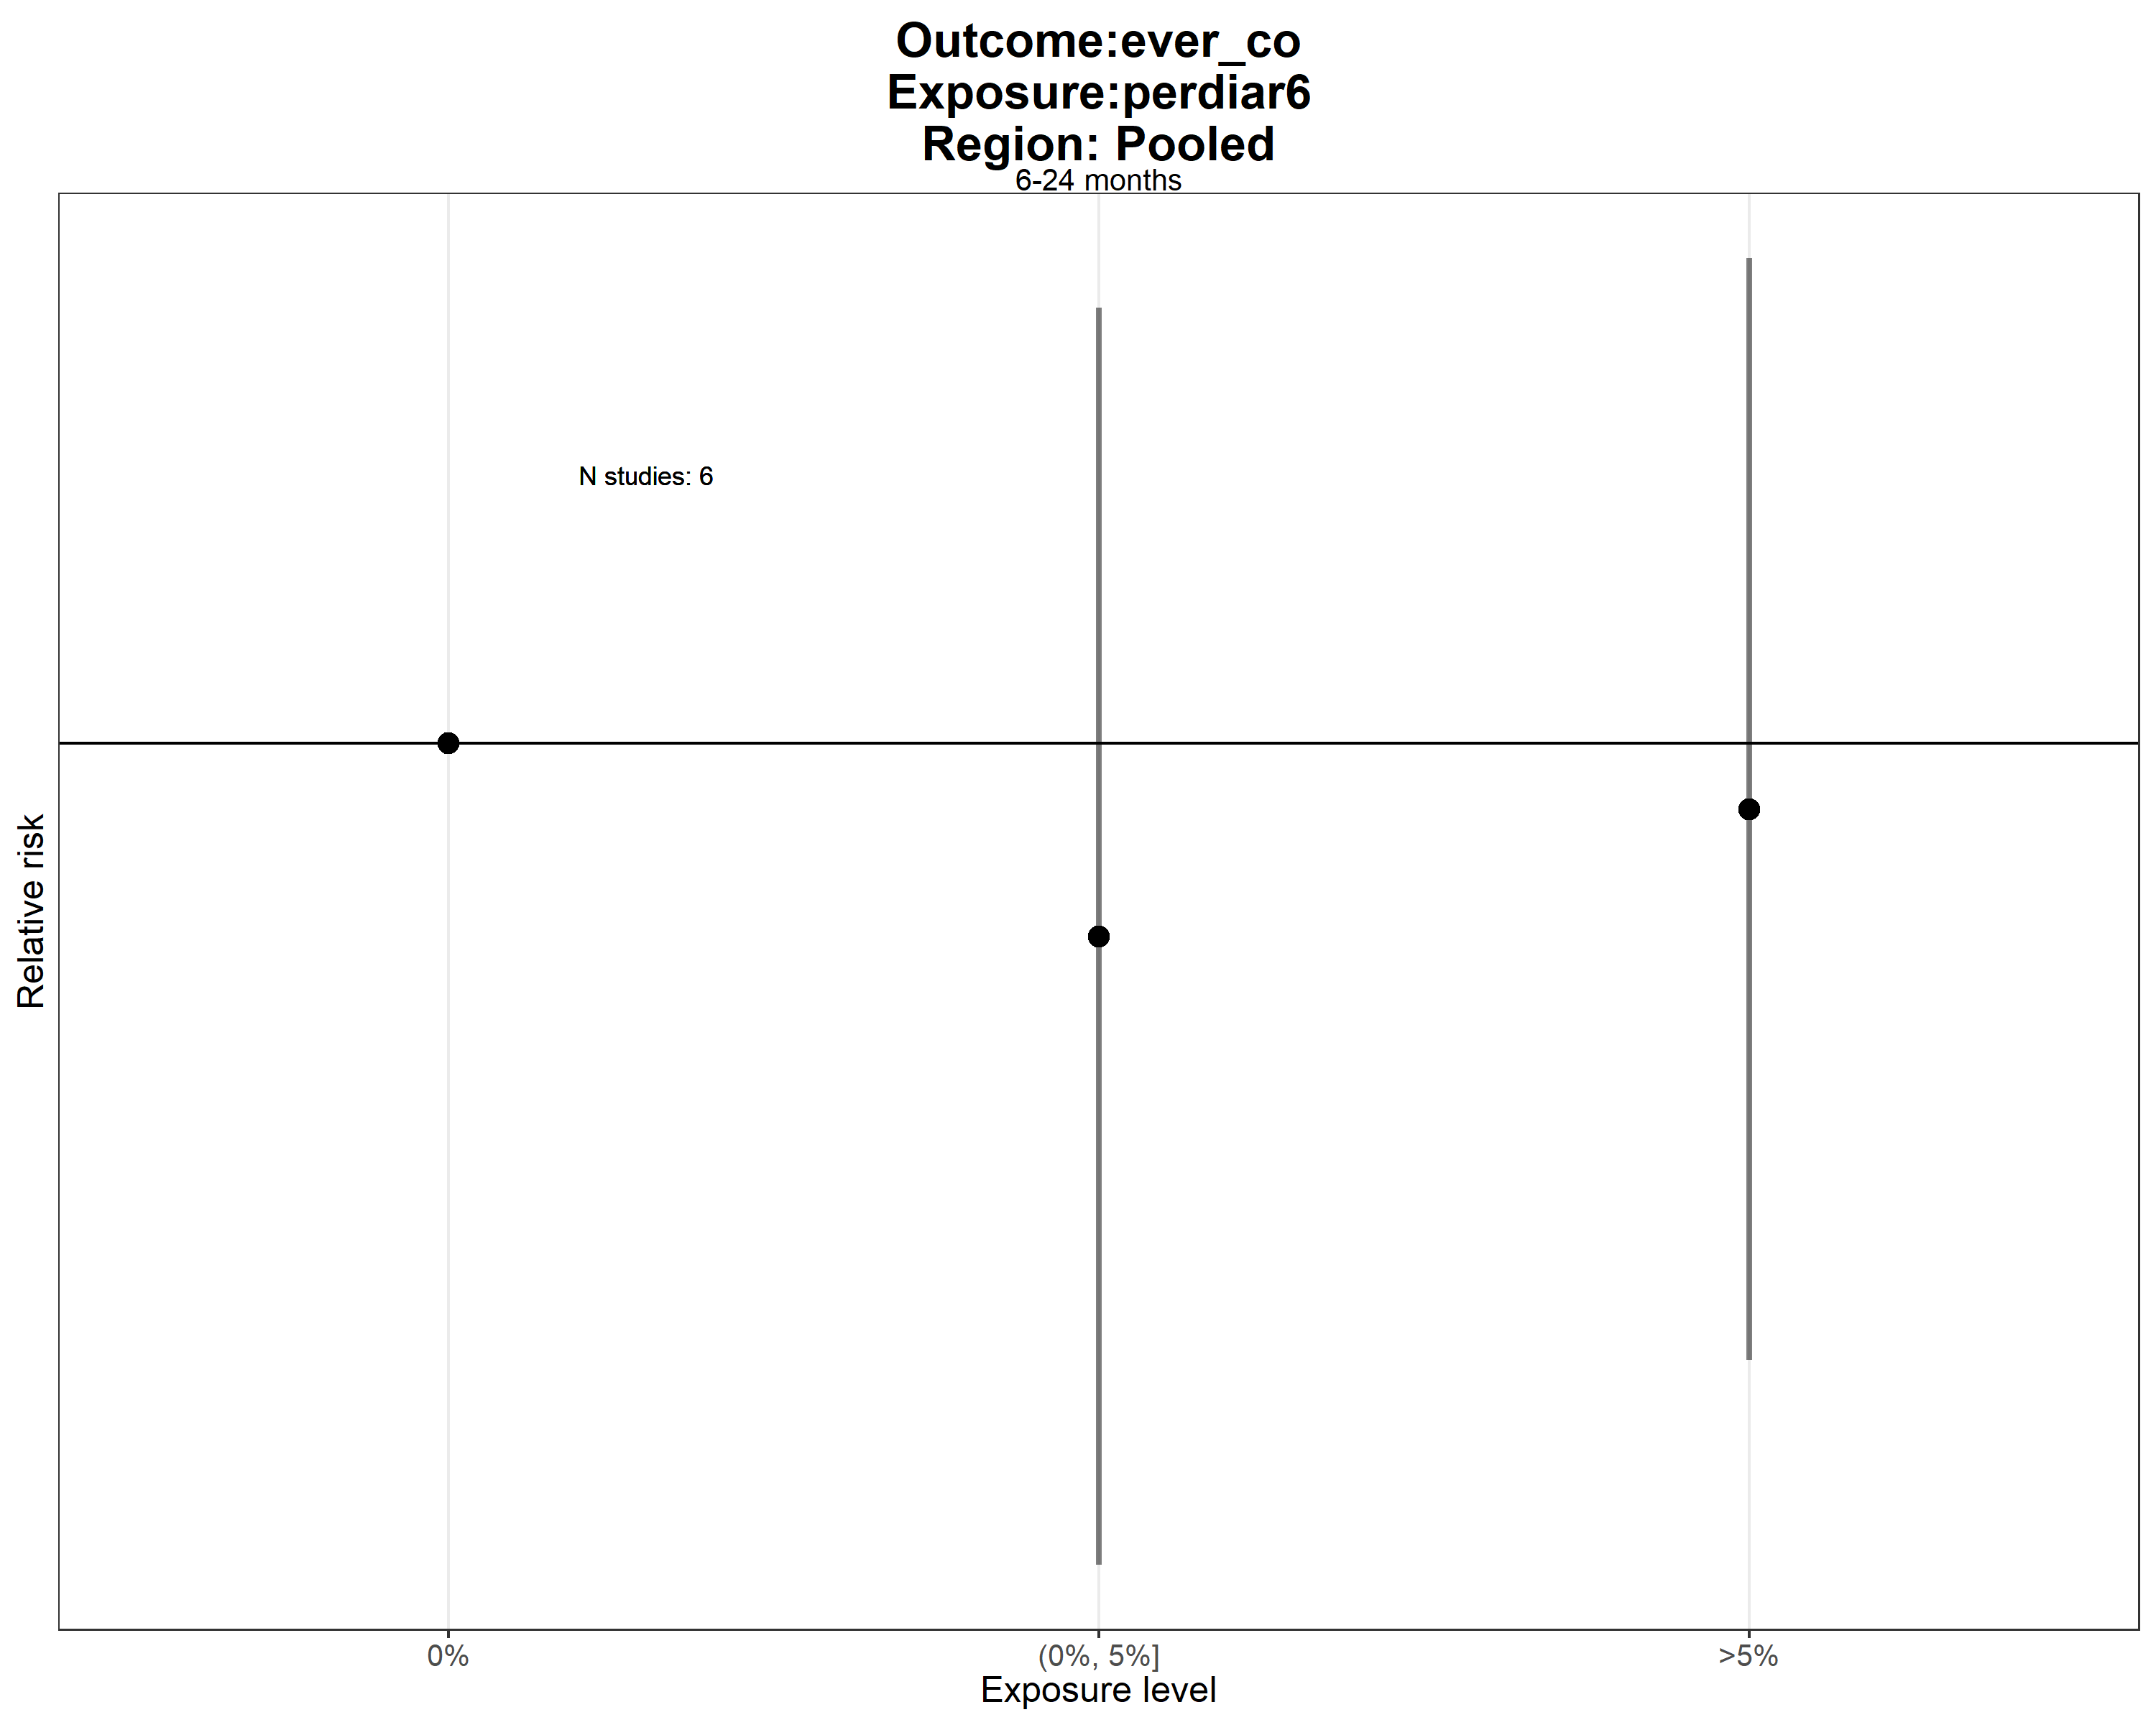 Outcome:ever_co
Exposure:perdiar6
Region: Pooled
6-24 months
N studies: 6
Relative risk
0%
(0%, 5%]
>5%
Exposure level